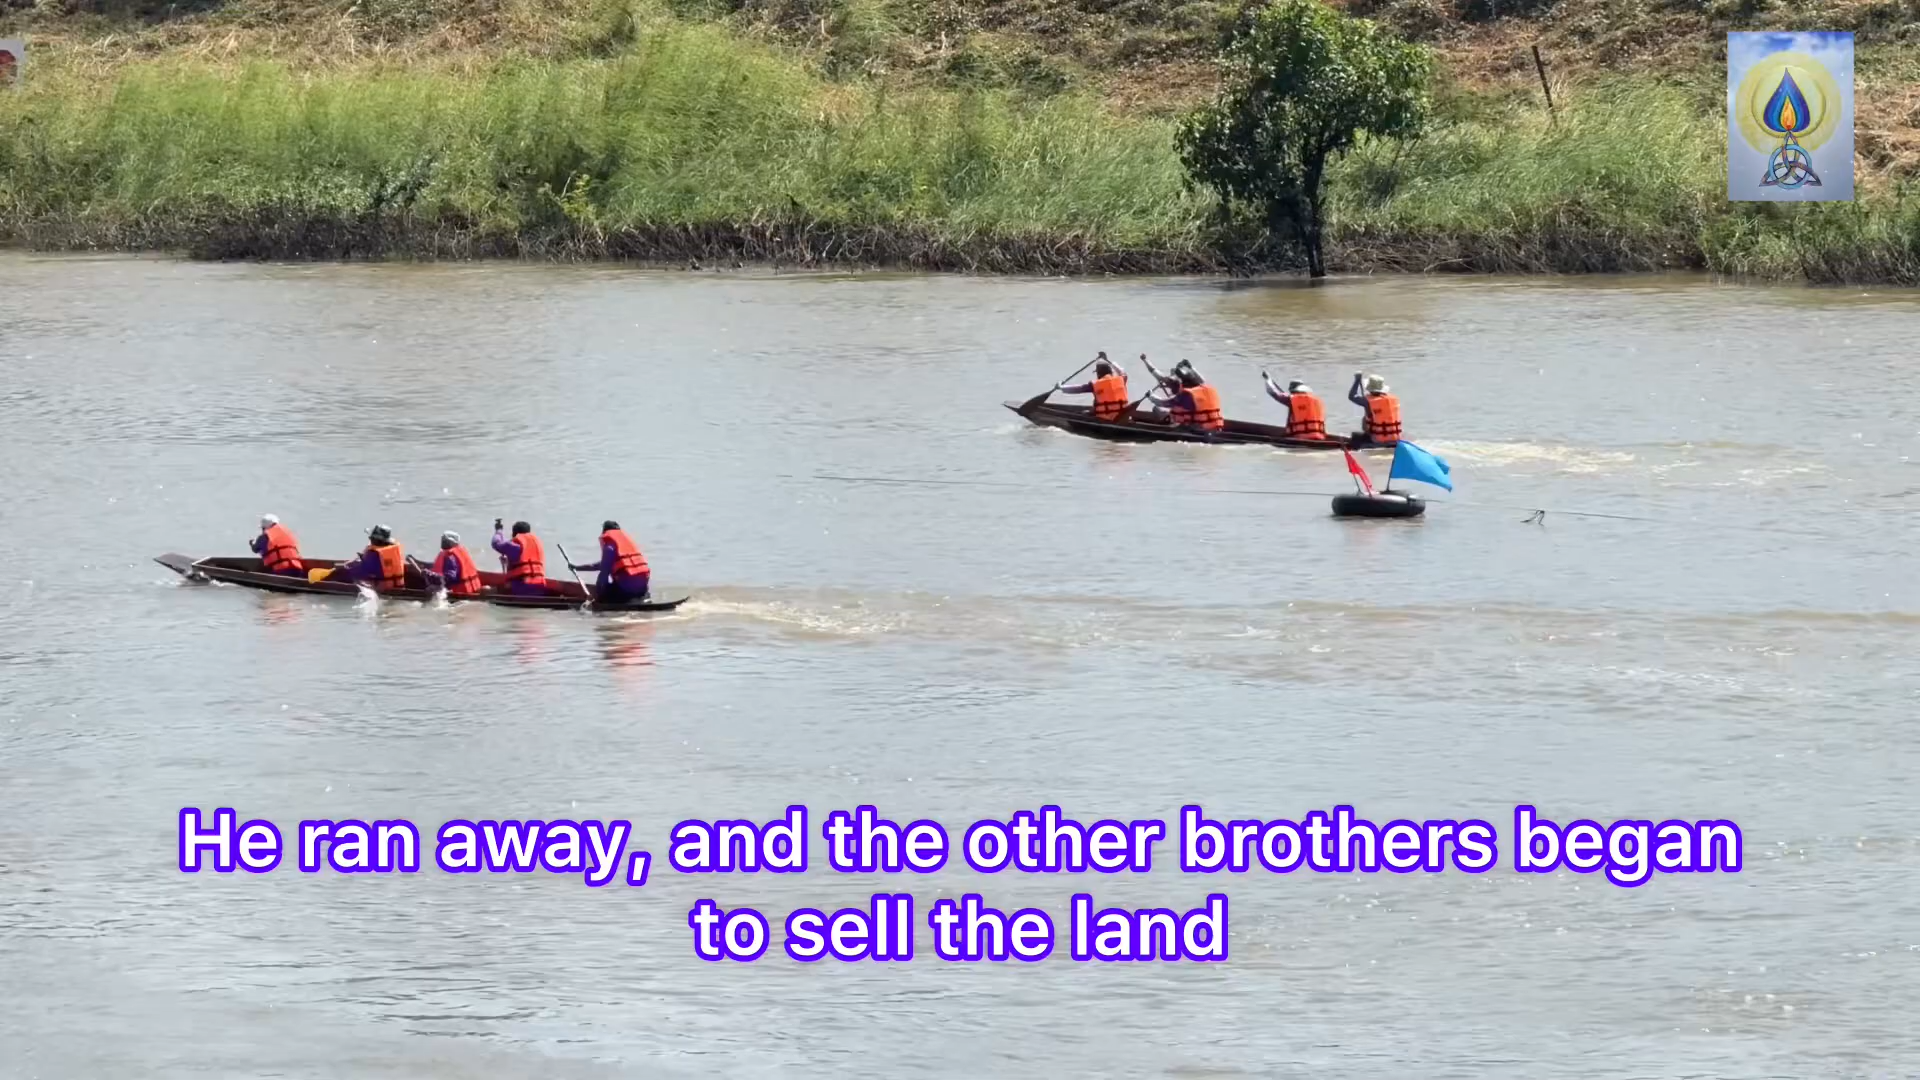 He ran away, and the other brothers began
to sell the land